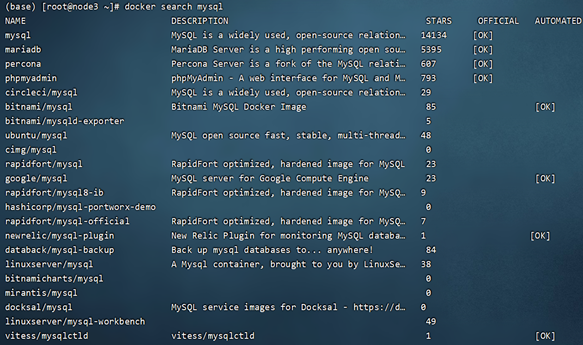 (base) [root@node3 ~]# docker search mysql
NAME DESCRIPTION STARS OFFICIAL AUTOMATED
mysql MySQL is a widely used, open-source relation… 14134 [OK]
mariadb MariaDB Server is a high performing open sou… 5395 [OK]
percona Percona Server is a fork of the MySQL relati… 607 [OK]
phpmyadmin phpMyAdmin - A web interface for MySQL and M… 793 [OK]
circleci/mysql MySQL is a widely used, open-source relation… 29
bitnami/mysql Bitnami MySQL Docker Image 85 [OK]
bitnami/mysqld-exporter 5
ubuntu/mysql MySQL open source fast, stable, multi-thread… 48
cimg/mysql 0
rapidfort/mysql RapidFort optimized, hardened image for MySQL 23
google/mysql MySQL server for Google Compute Engine 23 [OK]
rapidfort/mysql8-ib RapidFort optimized, hardened image for MySQ… 9
hashicorp/mysql-portworx-demo 0
rapidfort/mysql-official RapidFort optimized, hardened image for MySQ… 7
newrelic/mysql-plugin New Relic Plugin for monitoring MySQL databa… 1 [OK]
databack/mysql-backup Back up mysql databases to... anywhere! 84
linuxserver/mysql A Mysql container, brought to you by LinuxSe… 38
bitnamicharts/mysql 0
mirantis/mysql 0
docksal/mysql MySQL service images for Docksal - https://d… 0
linuxserver/mysql-workbench 49
vitess/mysqlctld vitess/mysqlctld 1 [OK]